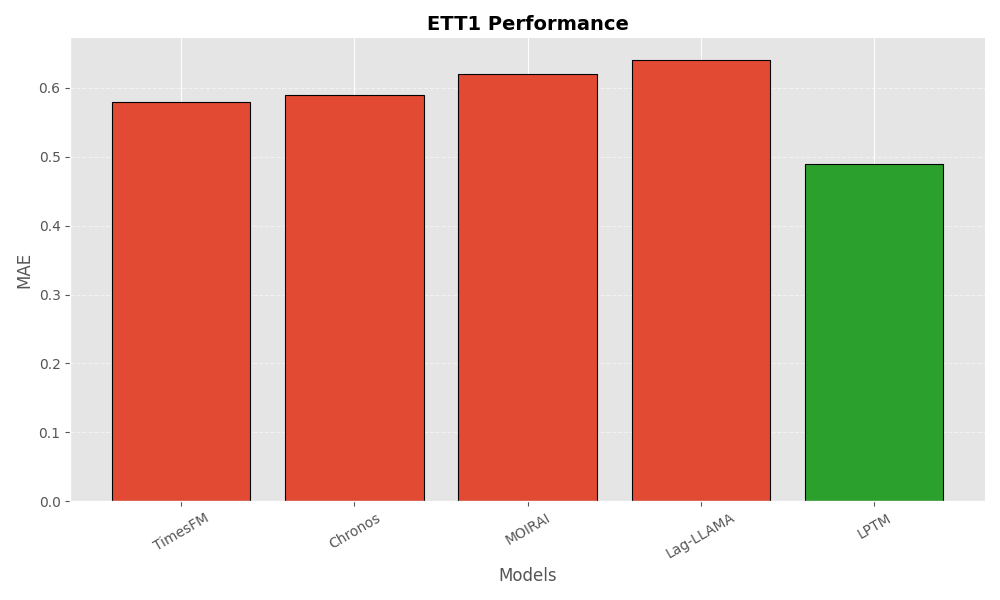 ETT1 Performance
MAE
0.6
0.5
0.4
0.3
0.2
0.1
0.0
TimesFM
Chronos
MOIRAI
Lag-LLAMA
LPTM
Models